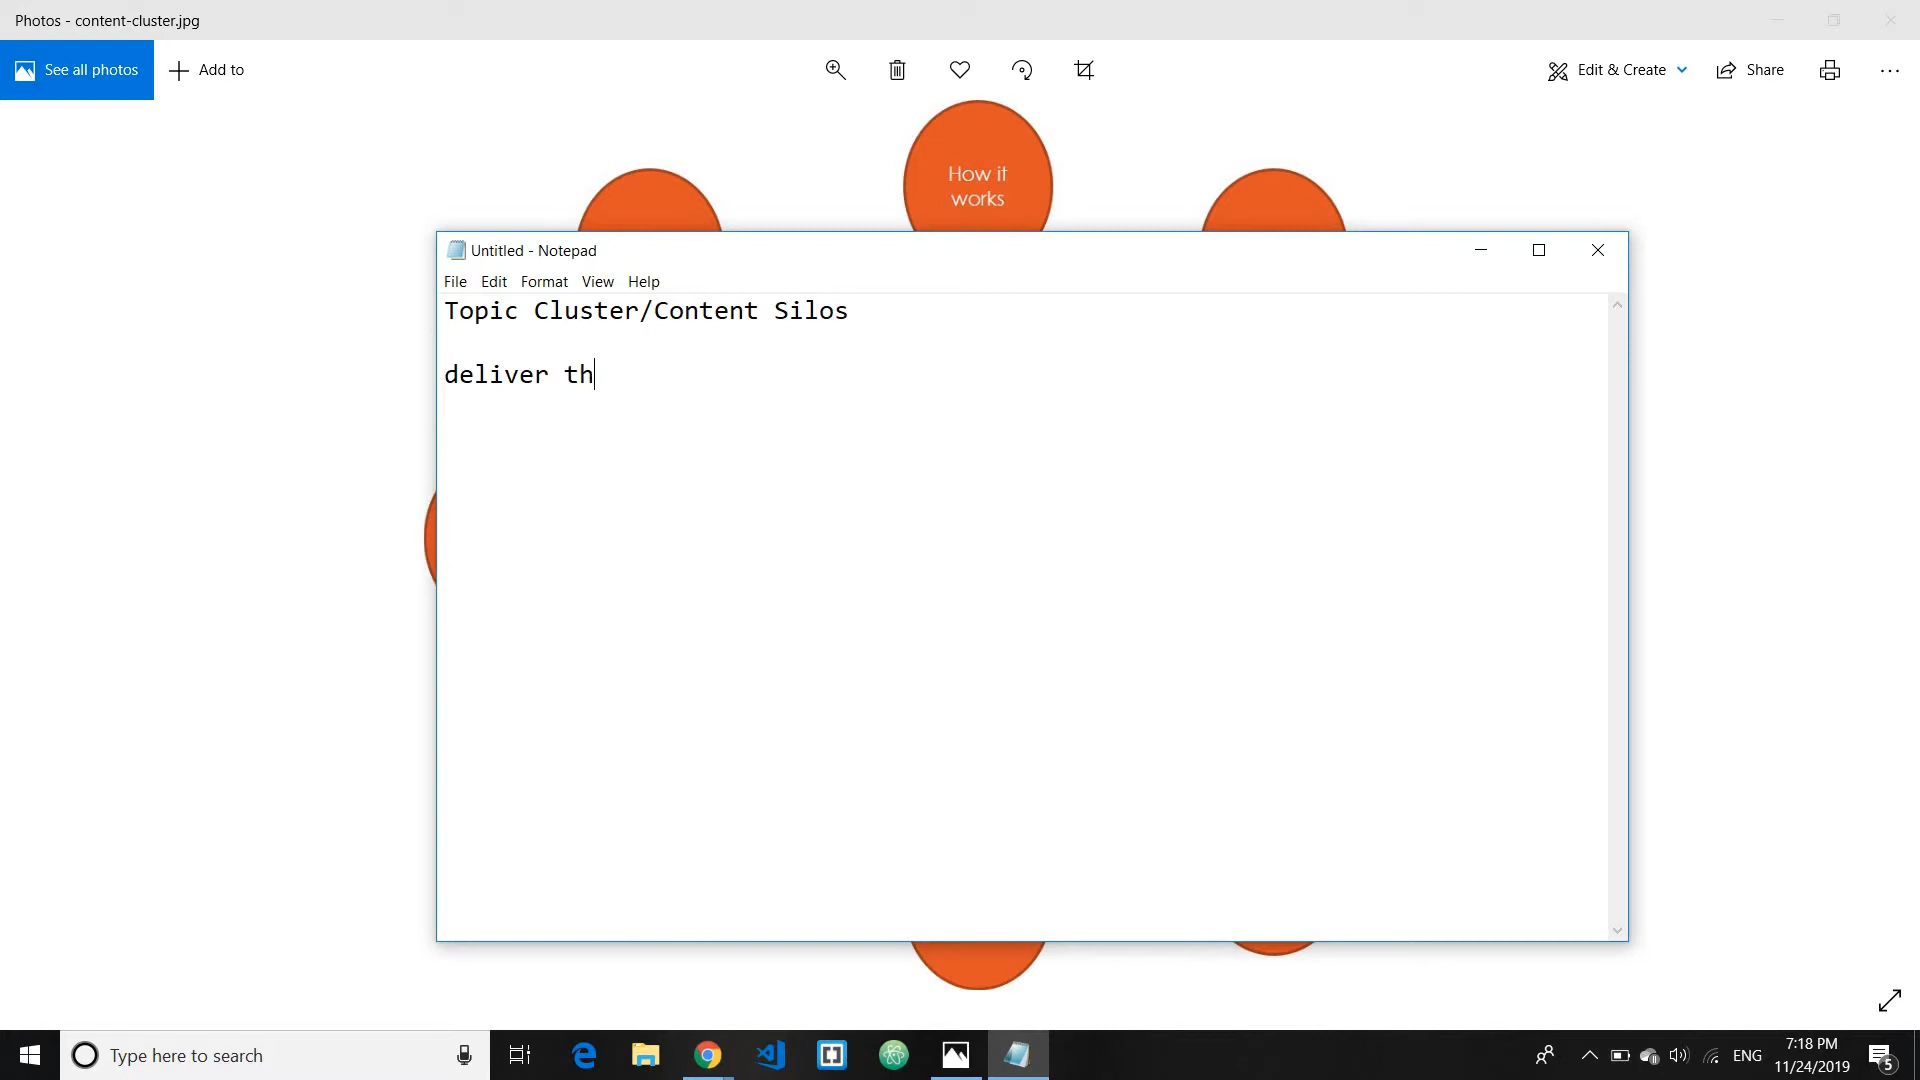 Photos - content-cluster.jpg
See all photos
Add to
Edit & Create
Share
How it
works
Untitled - Notepad
File Edit Format View Help
Topic Cluster/Content Silos
deliver th
Type here to search
ENG
7:18 PM
11/24/2019
5